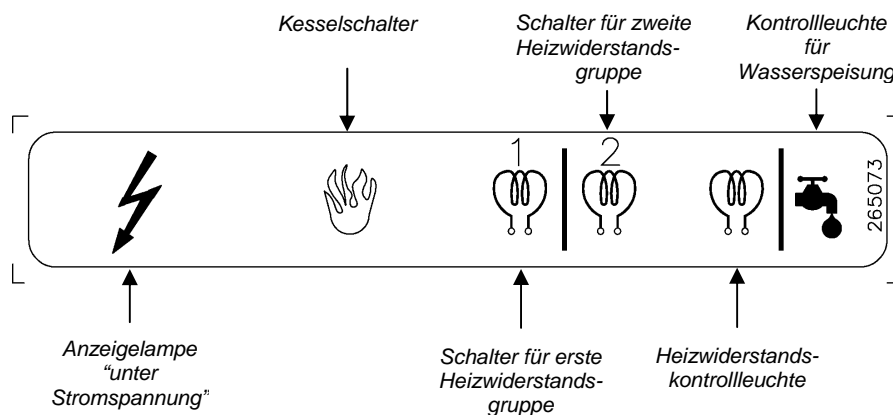 Kesselschalter
Schalter für zweite
Heizwiderstands-
gruppe
Kontrollleuchte
für
Wasserspeisung
1
2
265073
Anzeigelampe
“unter
Stromspannung”
Schalter für erste
Heizwiderstands-
gruppe
Heizwiderstands-
kontrollleuchte